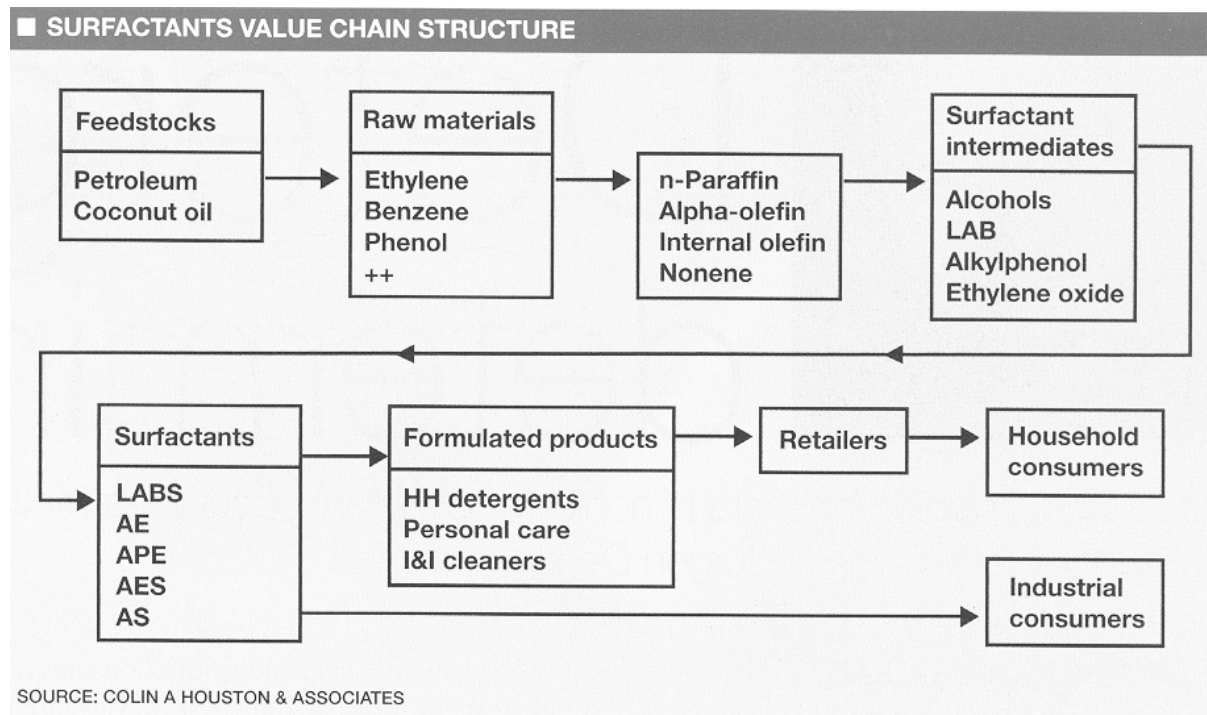 SURFACTANTS VALUE CHAIN STRUCTURE
Feedstocks
Petroleum
Coconut oil
Raw materials
Ethylene
Benzene
Phenol
++
n-Paraffin
Alpha-olefin
Internal olefin
Nonene
Surfactant
intermediates
Alcohols
LAB
Alkylphenol
Ethylene oxide
Surfactants
LABS
AE
APE
AES
AS
Formulated products
HH detergents
Personal care
I&I cleaners
Retailers
Household
consumers
Industrial
consumers
SOURCE: COLIN A HOUSTON & ASSOCIATES